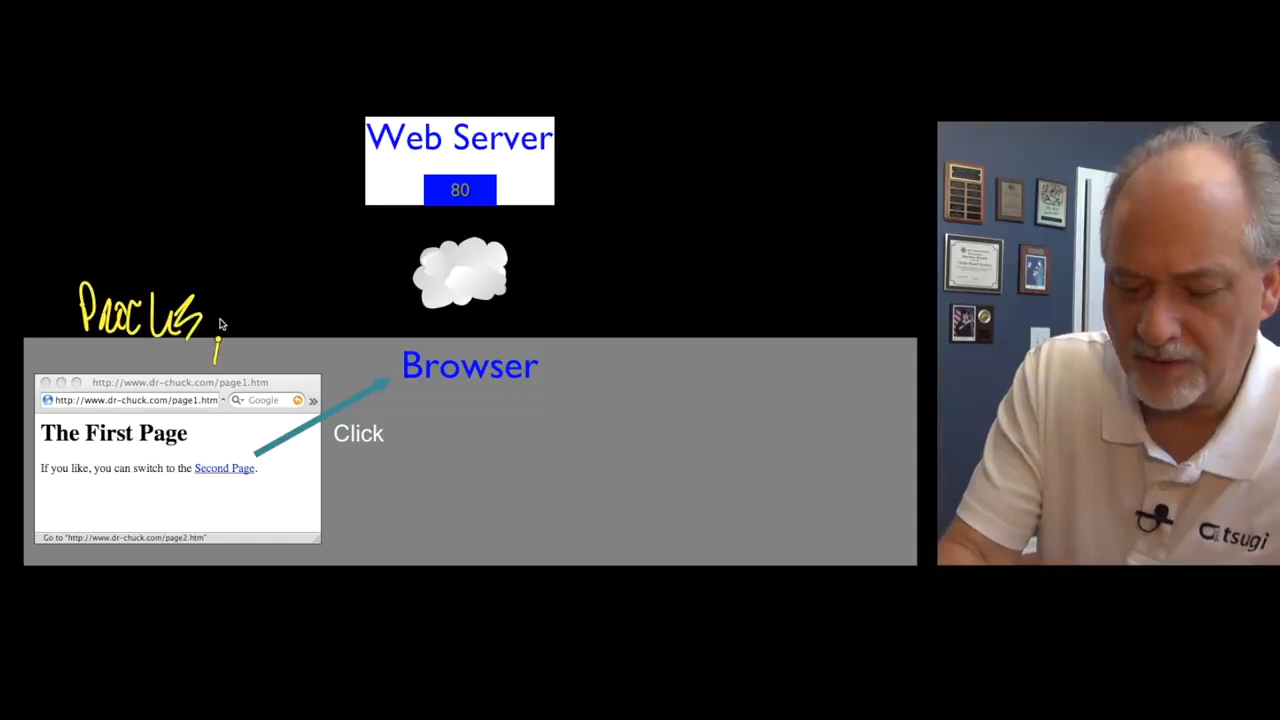 Web Server
80
Browser
http://www.dr-chuck.com/page1.htm
http://www.dr-chuck.com/page1.htm
Google
»
The First Page
Click
If you like, you can switch to the Second Page.
Go to "http://www.dr-chuck.com/page2.htm"
tsugi